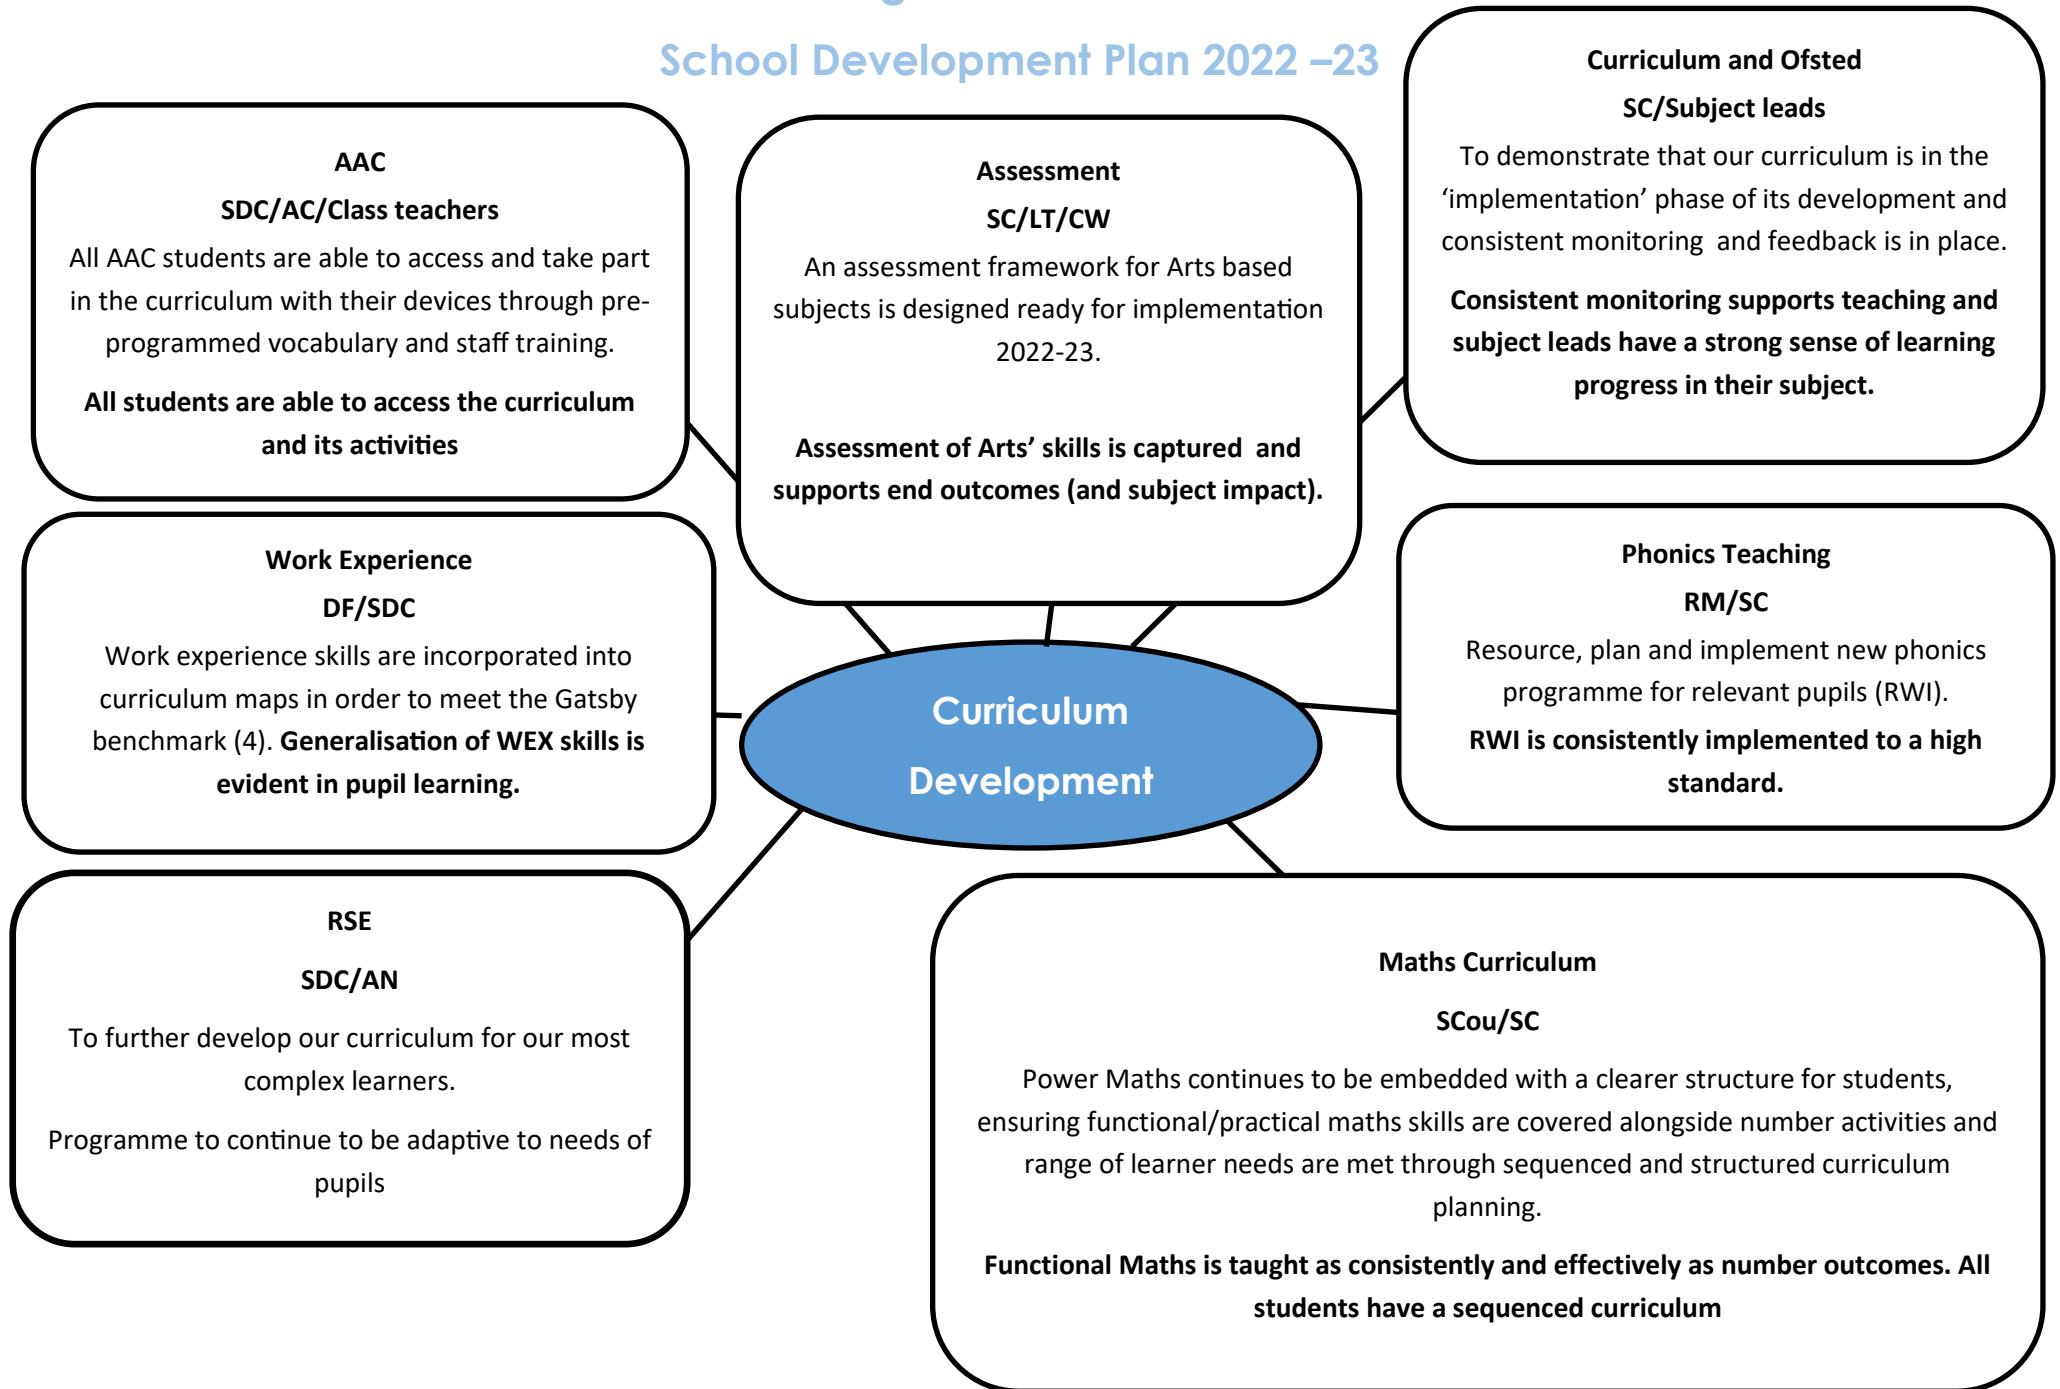 School Development Plan 2022 –23
AAC
SDC/AC/Class teachers
All AAC students are able to access and take part
in the curriculum with their devices through pre-
programmed vocabulary and staff training.
All students are able to access the curriculum
and its activities
Assessment
SC/LT/CW
An assessment framework for Arts based
subjects is designed ready for implementation
2022-23.
Assessment of Arts’ skills is captured  and
supports end outcomes (and subject impact).
Curriculum and Ofsted
SC/Subject leads
To demonstrate that our curriculum is in the
‘implementation’ phase of its development and
consistent monitoring  and feedback is in place.
Consistent monitoring supports teaching and
subject leads have a strong sense of learning
progress in their subject.
Work Experience
DF/SDC
Work experience skills are incorporated into
curriculum maps in order to meet the Gatsby
benchmark (4). Generalisation of WEX skills is
evident in pupil learning.
Curriculum
Development
Phonics Teaching
RM/SC
Resource, plan and implement new phonics
programme for relevant pupils (RWI).
RWI is consistently implemented to a high
standard.
RSE
SDC/AN
To further develop our curriculum for our most
complex learners.
Programme to continue to be adaptive to needs of
pupils
Maths Curriculum
SCou/SC
Power Maths continues to be embedded with a clearer structure for students,
ensuring functional/practical maths skills are covered alongside number activities and
range of learner needs are met through sequenced and structured curriculum
planning.
Functional Maths is taught as consistently and effectively as number outcomes. All
students have a sequenced curriculum